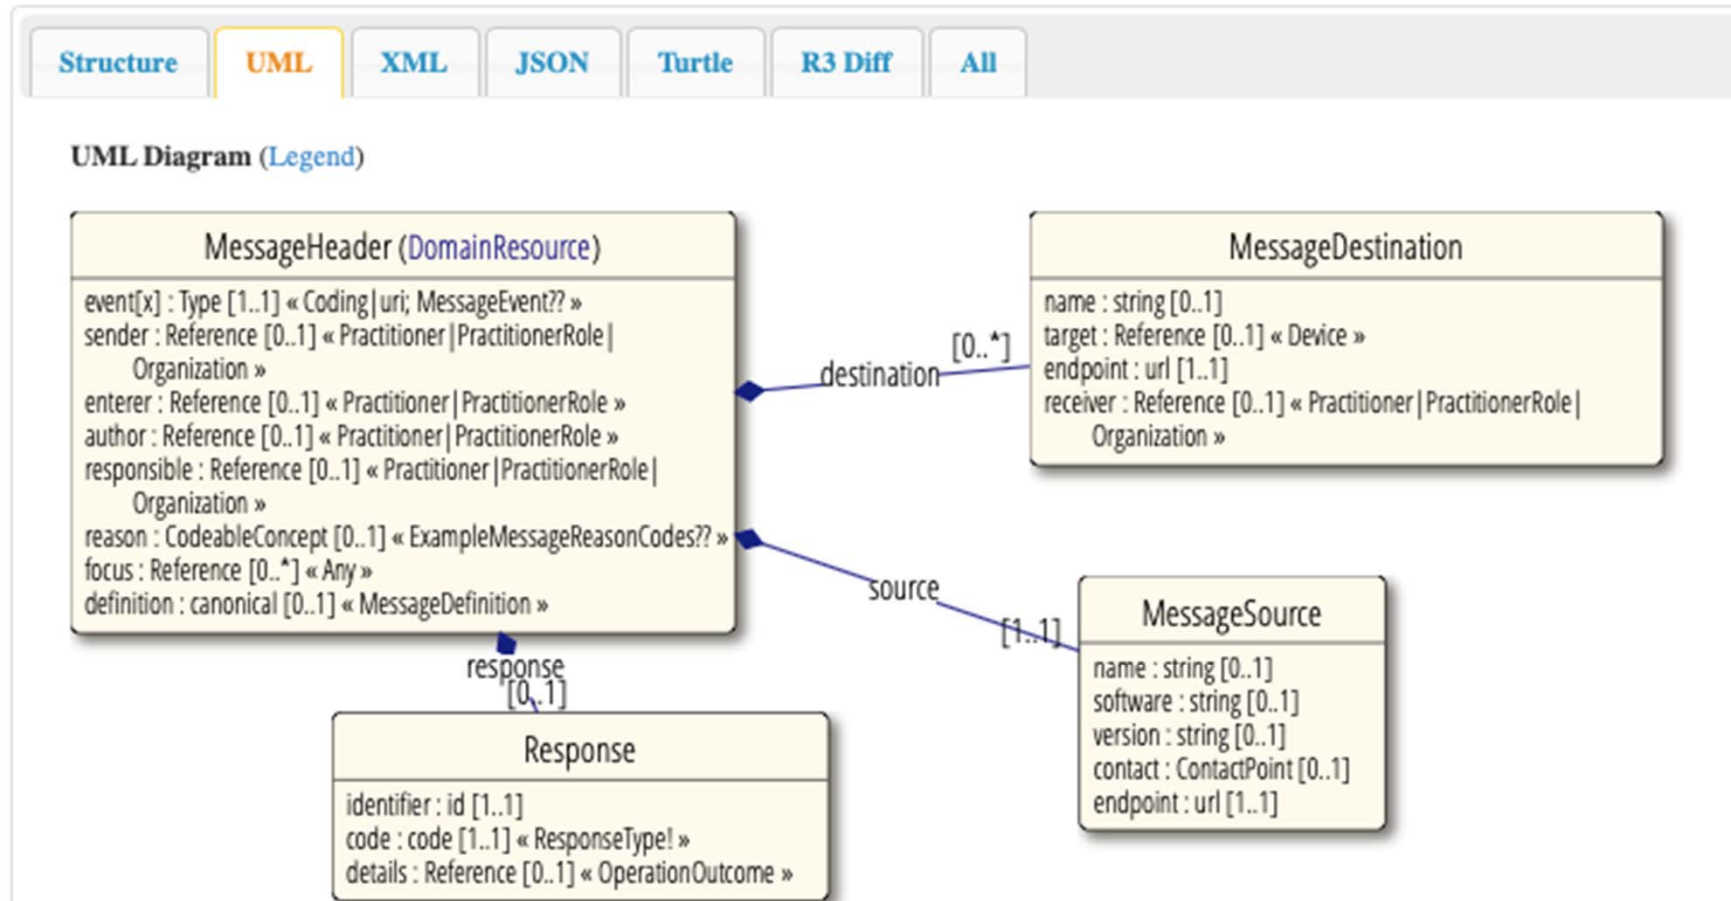 Structure UML XML JSON Turtle R3 Diff All
UML Diagram (Legend)
MessageHeader (DomainResource)
event[x] : Type [1..1] « Coding|uri; MessageEvent?? »
sender : Reference [0..1] « Practitioner|PractitionerRole|
Organization »
enterer : Reference [0..1] « Practitioner|PractitionerRole »
author : Reference [0..1] « Practitioner|PractitionerRole »
responsible : Reference [0..1] « Practitioner|PractitionerRole|
Organization »
reason : CodeableConcept [0..1] « ExampleMessageReasonCodes?? »
focus : Reference [0..*] « Any »
definition : canonical [0..1] « MessageDefinition »
destination
[0..*]
MessageDestination
name : string [0..1]
target : Reference [0..1] « Device »
endpoint : url [1..1]
receiver : Reference [0..1] « Practitioner|PractitionerRole|
Organization »
source
[1..1]
MessageSource
name : string [0..1]
software : string [0..1]
version : string [0..1]
contact : ContactPoint [0..1]
endpoint : url [1..1]
response
[0..1]
Response
identifier : id [1..1]
code : code [1..1] « ResponseType! »
details : Reference [0..1] « OperationOutcome »